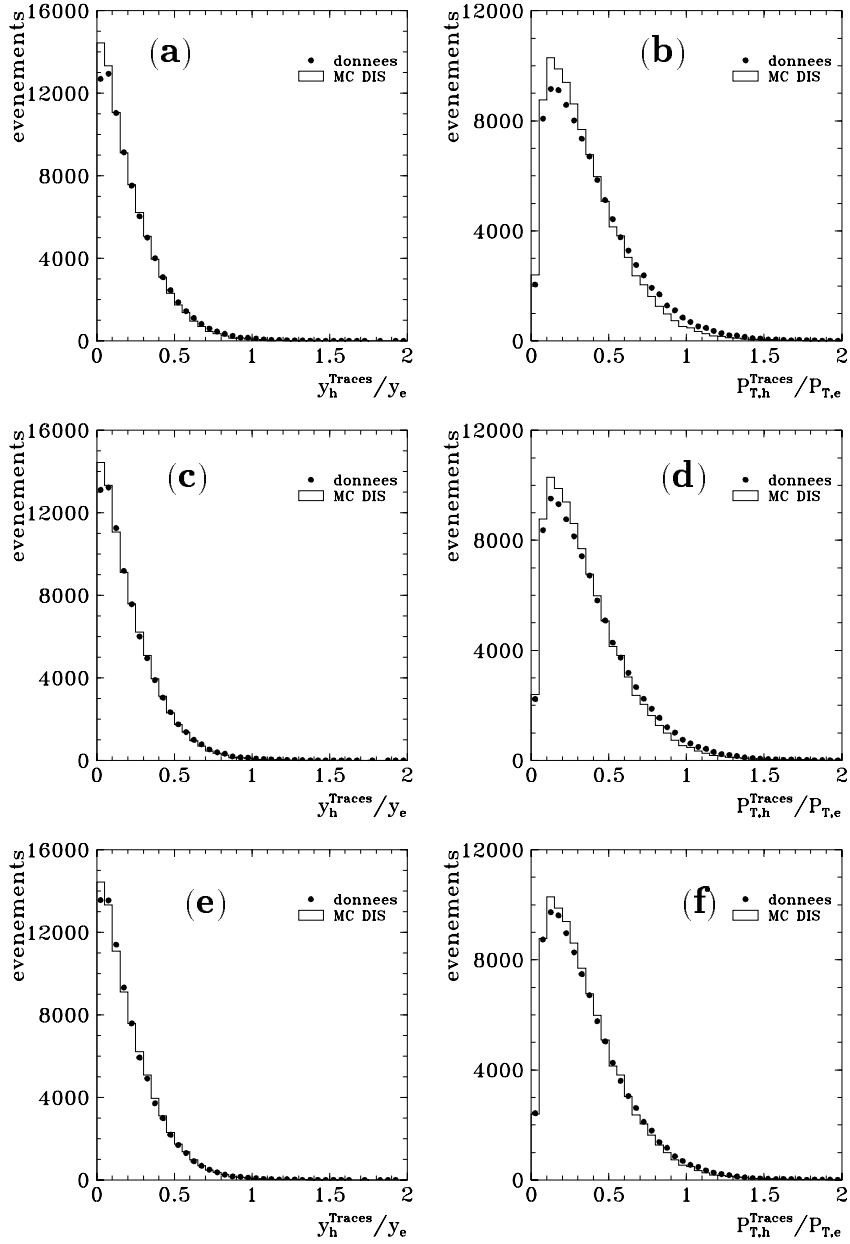 evenements
16000
12000
8000
4000
0
(a)
donnees
MC DIS
0 0.5 1 1.5 2
y_h^Traces/y_e
evenements
12000
8000
4000
0
(b)
donnees
MC DIS
0 0.5 1 1.5 2
P_T,h^Traces/P_T,e
evenements
16000
12000
8000
4000
0
(c)
donnees
MC DIS
0 0.5 1 1.5 2
y_h^Traces/y_e
evenements
12000
8000
4000
0
(d)
donnees
MC DIS
0 0.5 1 1.5 2
P_T,h^Traces/P_T,e
evenements
16000
12000
8000
4000
0
(e)
donnees
MC DIS
0 0.5 1 1.5 2
y_h^Traces/y_e
evenements
12000
8000
4000
0
(f)
donnees
MC DIS
0 0.5 1 1.5 2
P_T,h^Traces/P_T,e